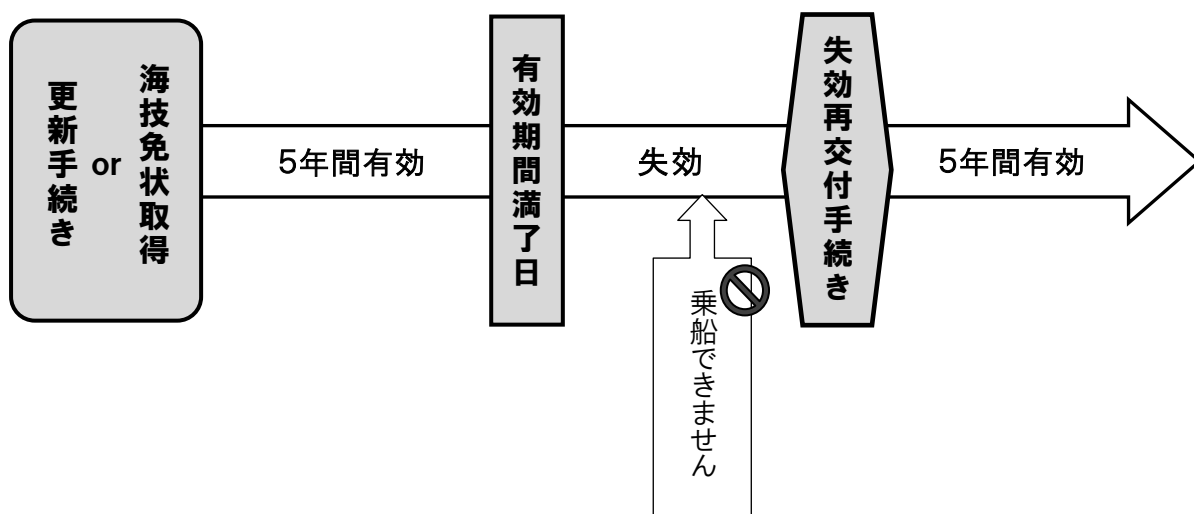 海技免状取得
or
更新手続き
5年間有効
有効期間満了日
失効
乗船できません
失効再交付手続き
5年間有効